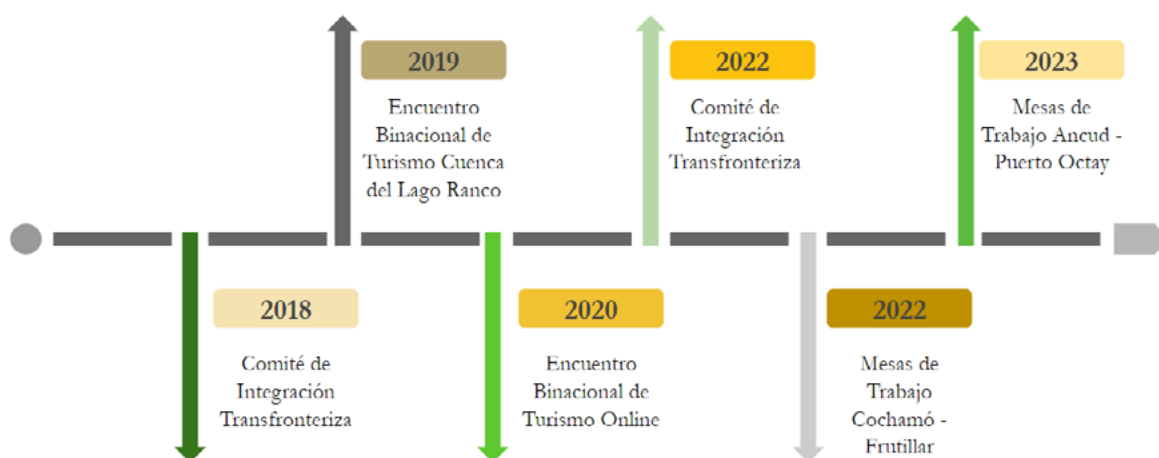 2019
Encuentro
Binacional de
Turismo Cuenca
del Lago Ranco
2022
Comité de
Integración
Transfronteriza
2023
Mesas de
Trabajo Ancud -
Puerto Octay
2018
Comité de
Integración
Transfronteriza
2020
Encuentro
Binacional de
Turismo Online
2022
Mesas de
Trabajo
Cochamó -
Frutillar